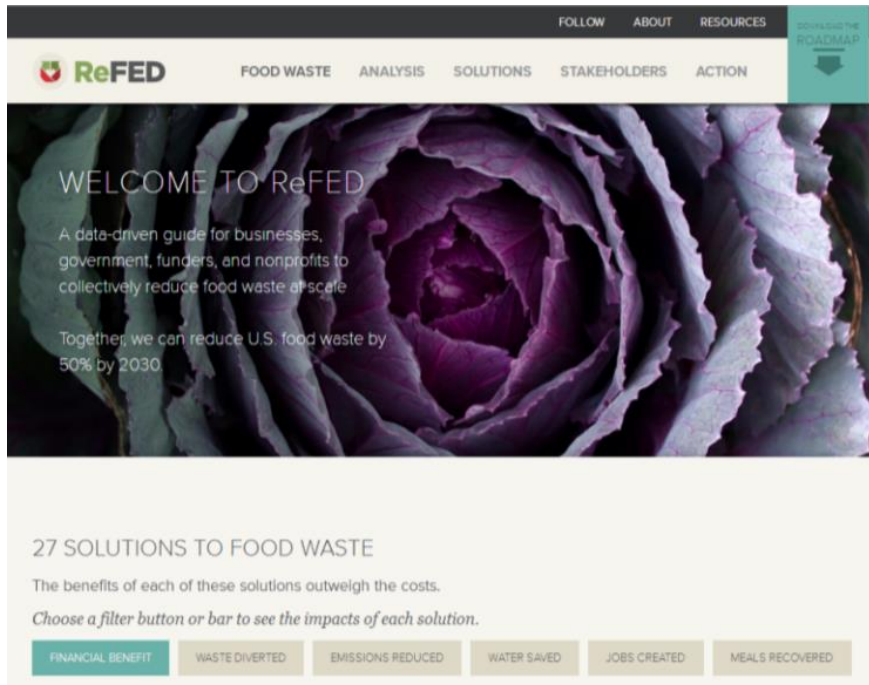 FOLLOW ABOUT RESOURCES
DOWNLOAD THE
ROADMAP
ReFED
FOOD WASTE ANALYSIS SOLUTIONS STAKEHOLDERS ACTION
WELCOME TO ReFED
A data-driven guide for businesses,
government, funders, and nonprofits to
collectively reduce food waste at scale
Together, we can reduce U.S. food waste by
50% by 2030.
27 SOLUTIONS TO FOOD WASTE
The benefits of each of these solutions outweigh the costs.
Choose a filter button or bar to see the impacts of each solution.
FINANCIAL BENEFIT WASTE DIVERTED EMISSIONS REDUCED WATER SAVED JOBS CREATED MEALS RECOVERED